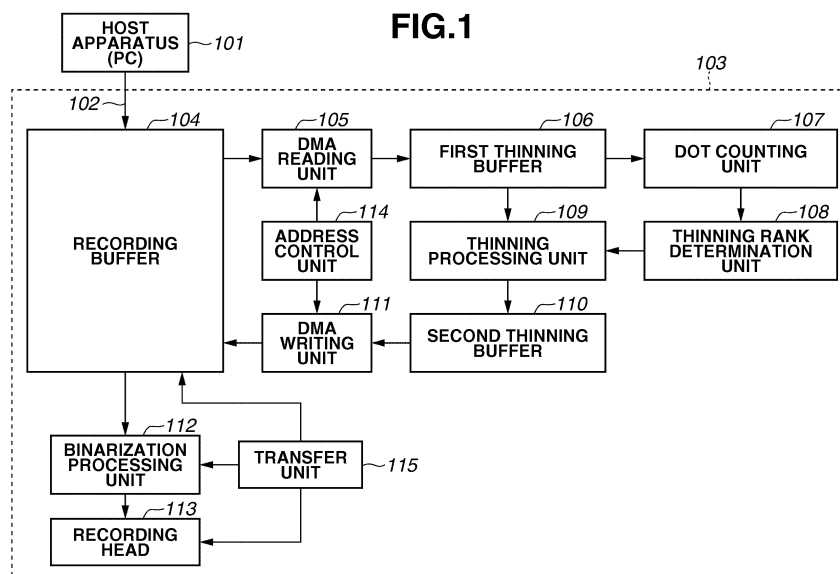 FIG.1
HOST
APPARATUS
(PC)
101
102
103
104
RECORDING
BUFFER
105
DMA
READING
UNIT
106
FIRST THINNING
BUFFER
107
DOT COUNTING
UNIT
114
ADDRESS
CONTROL
UNIT
109
THINNING
PROCESSING UNIT
108
THINNING RANK
DETERMINATION
UNIT
111
DMA
WRITING
UNIT
110
SECOND THINNING
BUFFER
112
BINARIZATION
PROCESSING
UNIT
TRANSFER
UNIT
115
113
RECORDING
HEAD